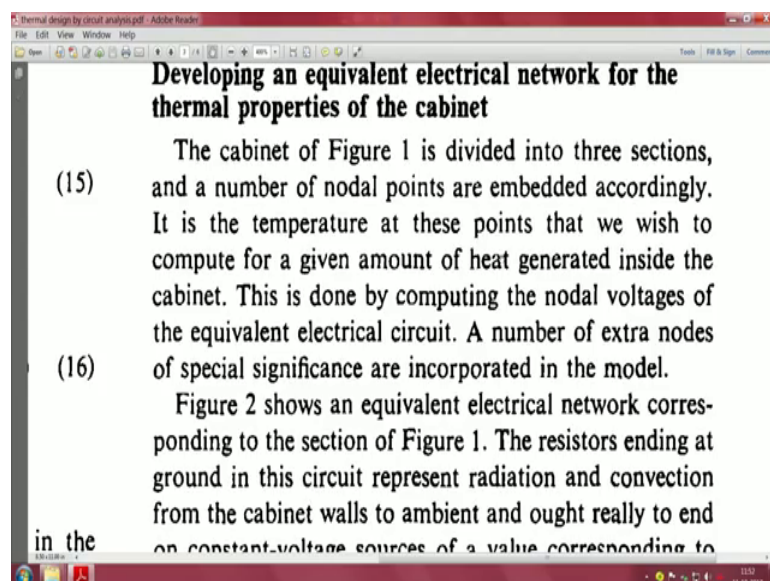 thermal design by circuit analysis.pdf - Adobe Reader
File Edit View Window Help
Open
Tools Fill & Sign Comment
Developing an equivalent electrical network for the
thermal properties of the cabinet
The cabinet of Figure 1 is divided into three sections,
(15) and a number of nodal points are embedded accordingly.
It is the temperature at these points that we wish to
compute for a given amount of heat generated inside the
cabinet. This is done by computing the nodal voltages of
the equivalent electrical circuit. A number of extra nodes
(16) of special significance are incorporated in the model.
Figure 2 shows an equivalent electrical network corres-
ponding to the section of Figure 1. The resistors ending at
ground in this circuit represent radiation and convection
from the cabinet walls to ambient and ought really to end
in the on constant-voltage sources of a value corresponding to
11:52